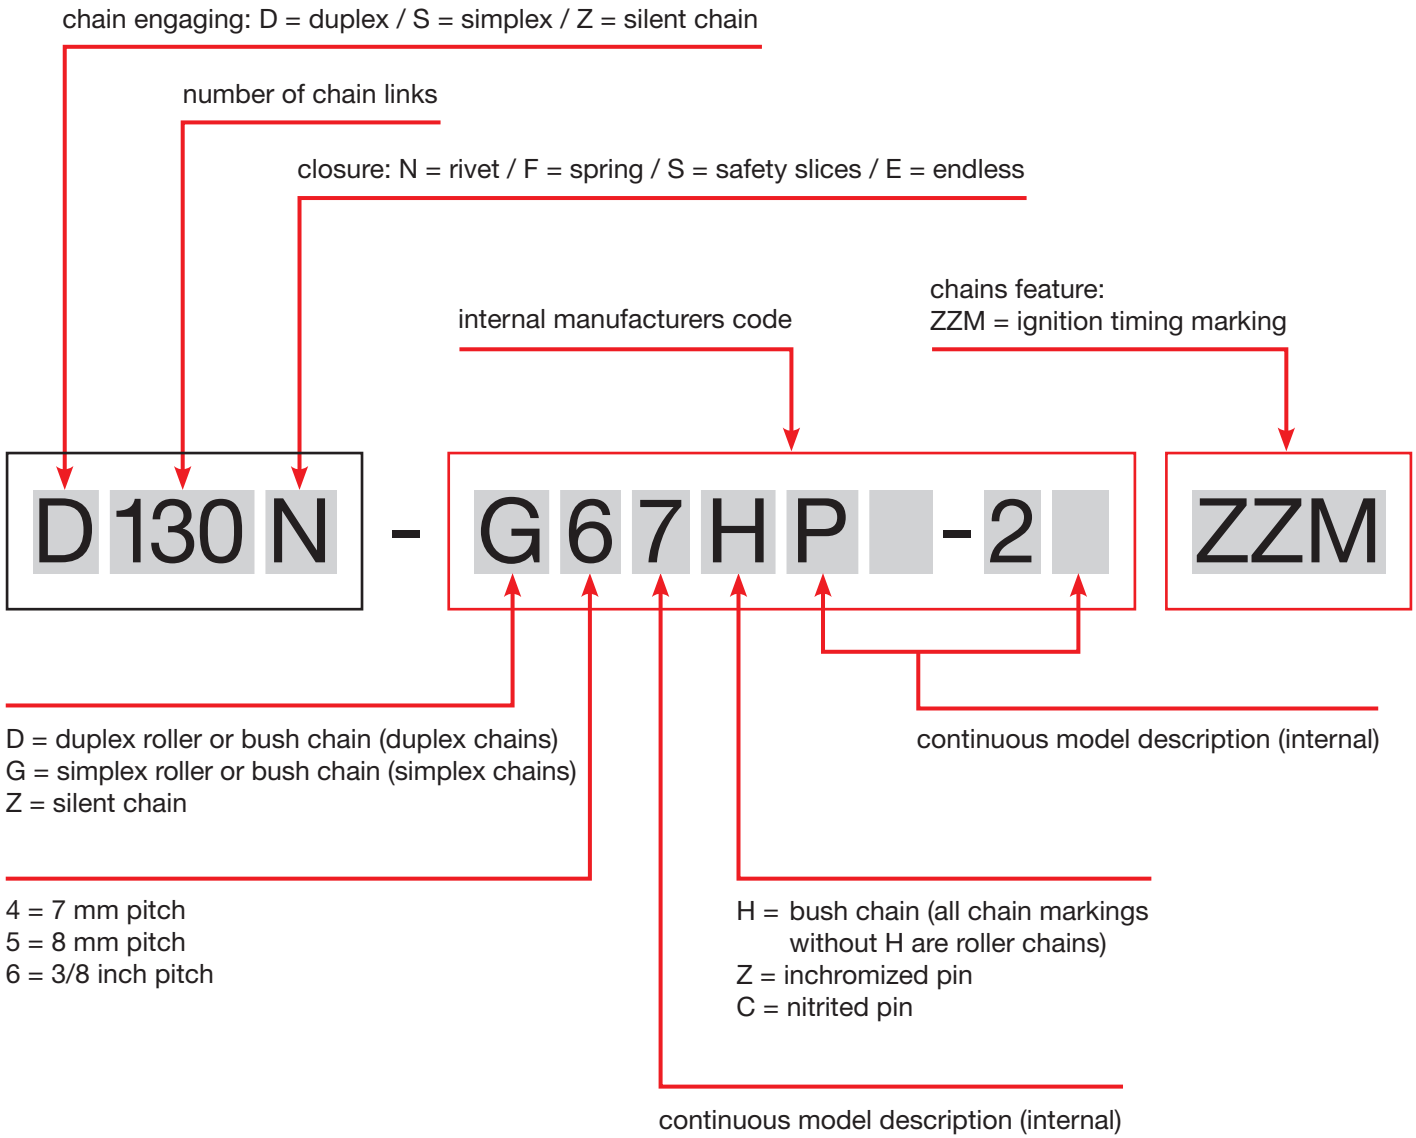 chain engaging: D = duplex / S = simplex / Z = silent chain
number of chain links
closure: N = rivet / F = spring / S = safety slices / E = endless
internal manufacturers code
chains feature:
ZZM = ignition timing marking
D 130 N - G 6 7 H P - 2 ZZM
D = duplex roller or bush chain (duplex chains)
G = simplex roller or bush chain (simplex chains)
Z = silent chain
continuous model description (internal)
4 = 7 mm pitch
5 = 8 mm pitch
6 = 3/8 inch pitch
H = bush chain (all chain markings
without H are roller chains)
Z = inchromized pin
C = nitrited pin
continuous model description (internal)